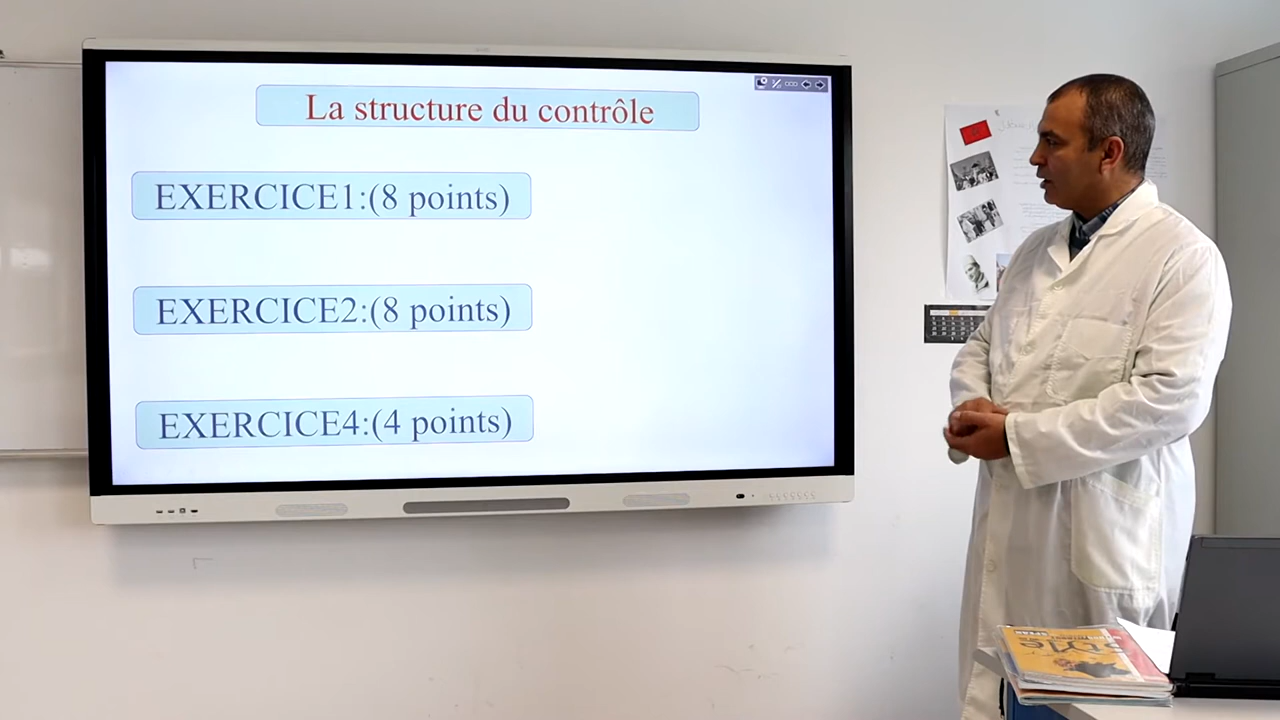 La structure du contrôle
EXERCICE1:(8 points)
EXERCICE2:(8 points)
EXERCICE4:(4 points)